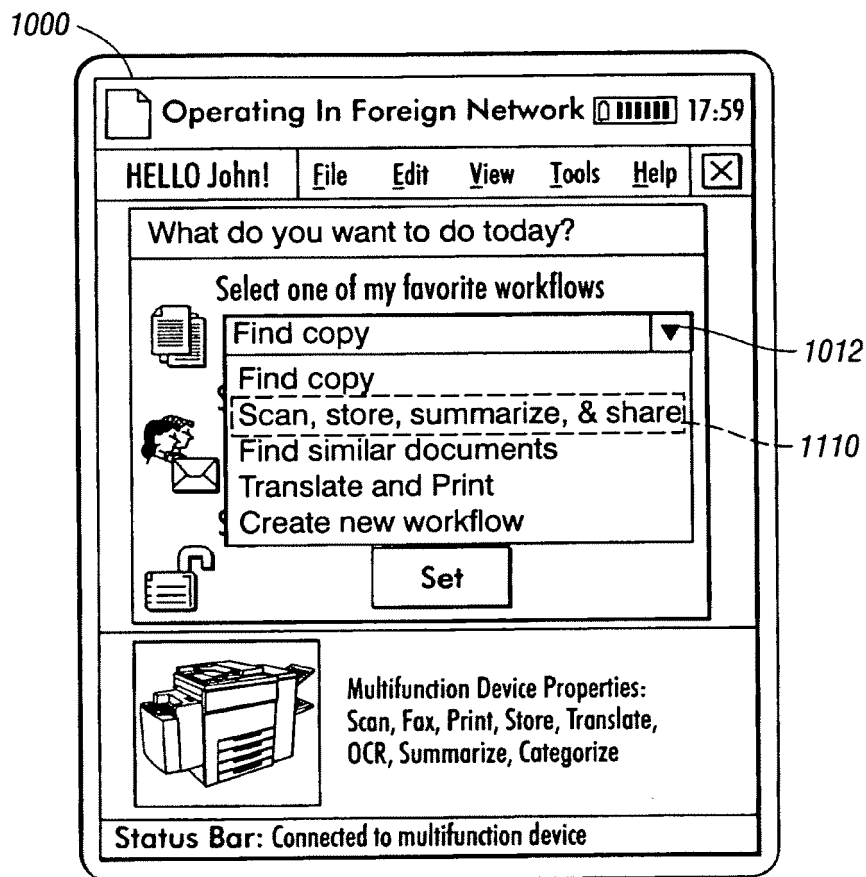 1000
Operating In Foreign Network 17:59
HELLO John! File Edit View Tools Help
What do you want to do today?
Select one of my favorite workflows
Find copy
1012
Find copy
Scan, store, summarize, & share
1110
Find similar documents
Translate and Print
Create new workflow
Set
Multifunction Device Properties:
Scan, Fax, Print, Store, Translate,
OCR, Summarize, Categorize
Status Bar: Connected to multifunction device